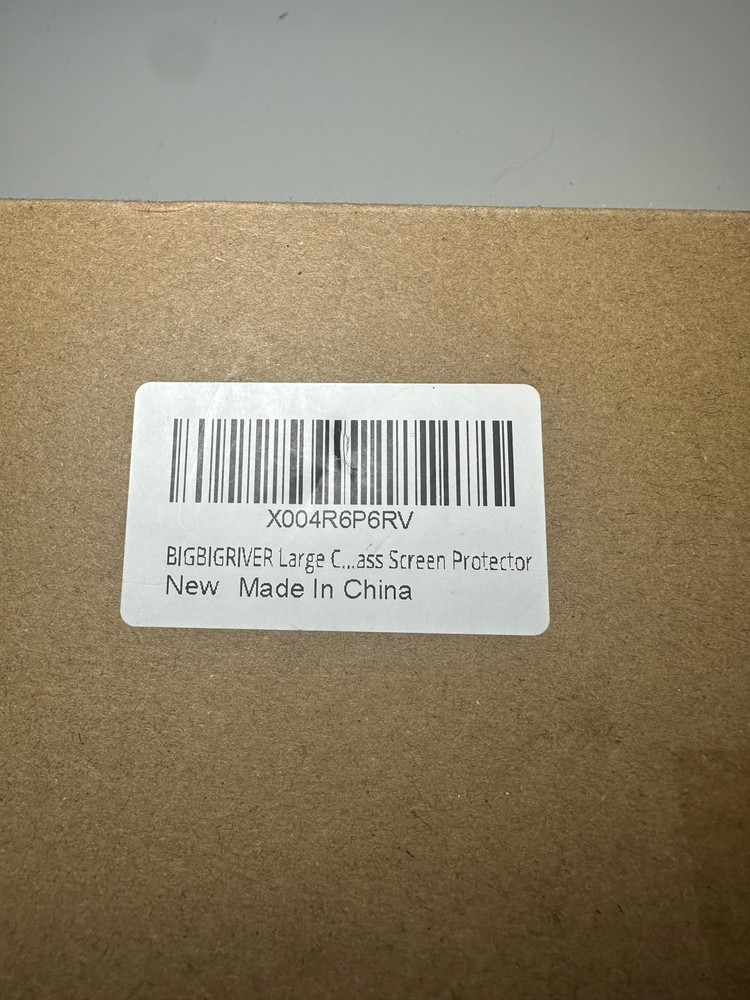 X004R6P6RV
BIGBIGRIVER Large C...ass Screen Protector
New Made In China